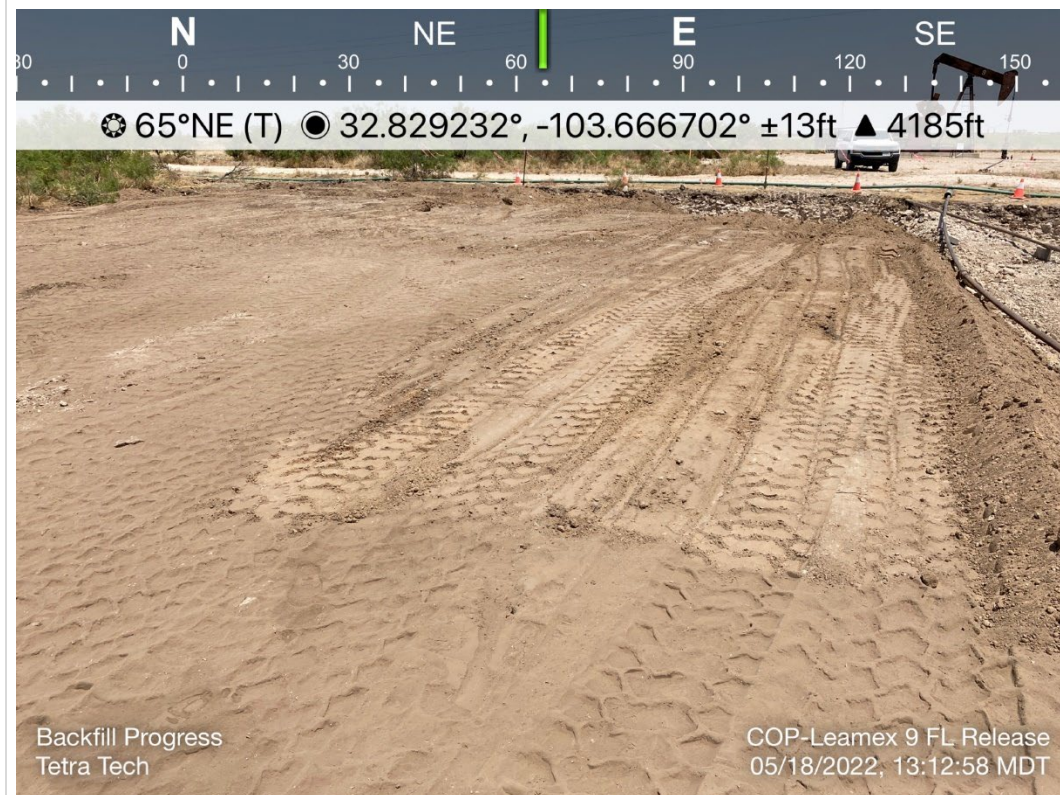 N NE E SE
30 0 30 60 90 120 150
65°NE (T) 32.829232°, -103.666702° ±13ft ▲ 4185ft
Backfill Progress
Tetra Tech
COP-Leamex 9 FL Release
05/18/2022, 13:12:58 MDT